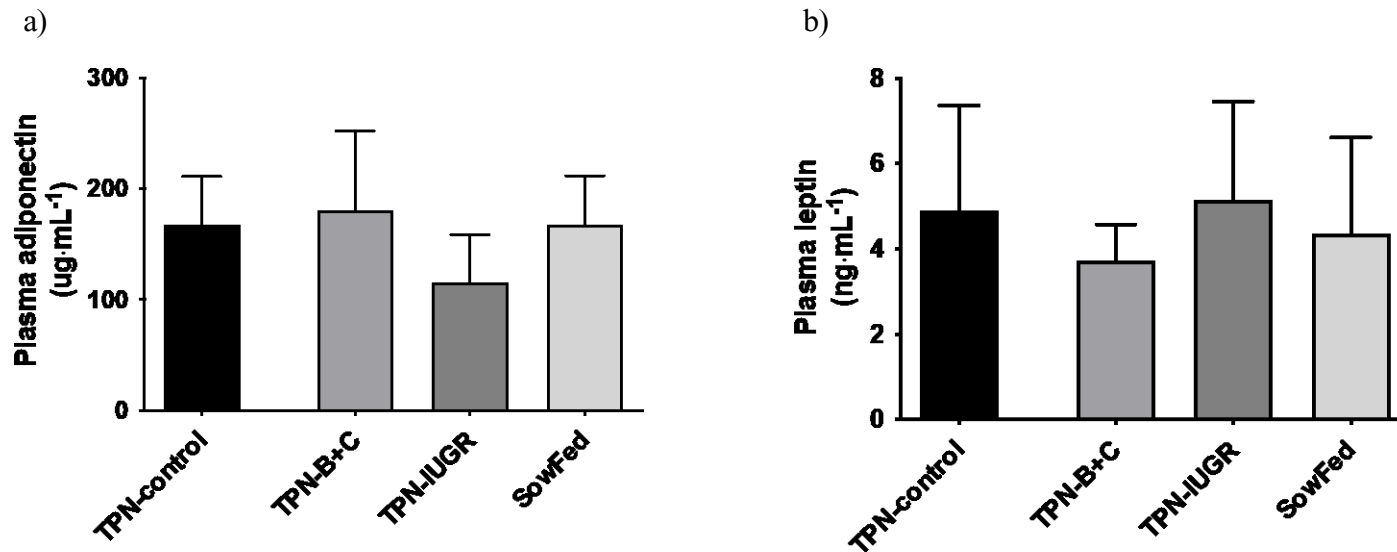 a)
300
200
100
0
Plasma adiponectin
(ug·mL-1)
TPN-control
TPN-B+C
TPN-IUGR
SowFed
b)
8
6
4
2
0
Plasma leptin
(ng·mL-1)
TPN-control
TPN-B+C
TPN-IUGR
SowFed